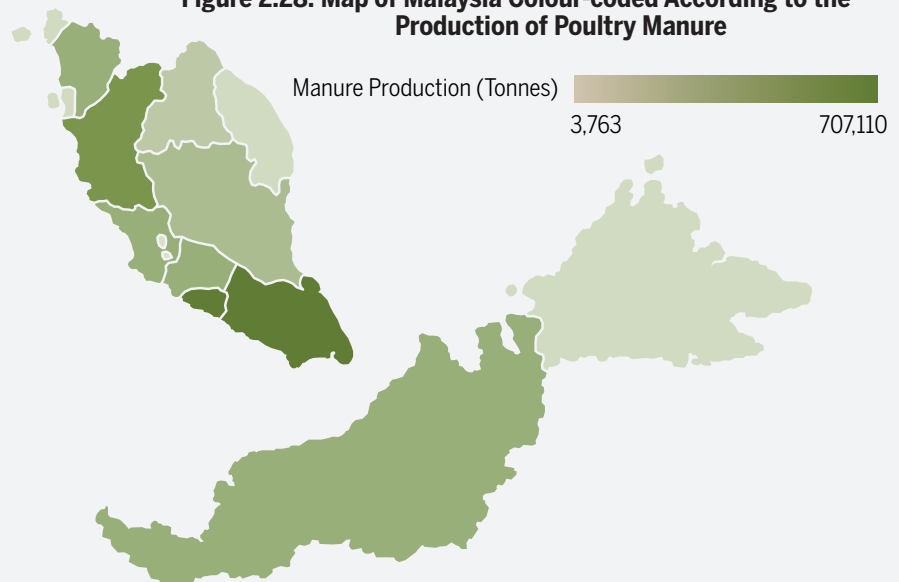 Figure 2.28: Map of Malaysia Colour-coded According to the
Production of Poultry Manure
Manure Production (Tonnes)
3,763
707,110